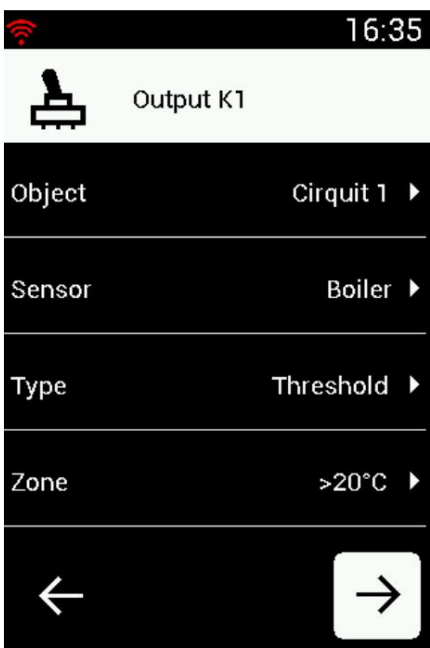 16:35
Output K1
Object Cirquit 1
Sensor Boiler
Type Threshold
Zone >20°C